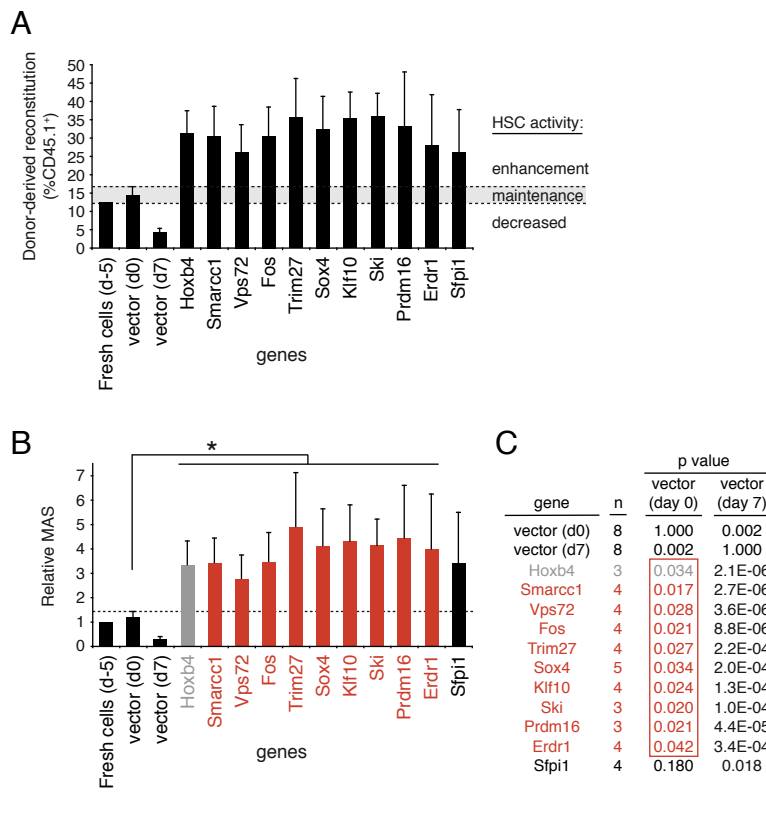 A
Donor-derived reconstitution
(%CD45.1+)
50
45
40
35
30
25
20
15
10
5
0
HSC activity:
enhancement
maintenance
decreased
Fresh cells (d-5)
vector (d0)
vector (d7)
Hoxb4
Smarcc1
Vps72
Fos
Trim27
Sox4
Klf10
Ski
Prdm16
Erdr1
Sfpi1
genes
B
*
Relative MAS
7
6
5
4
3
2
1
0
Fresh cells (d-5)
vector (d0)
vector (d7)
Hoxb4
Smarcc1
Vps72
Fos
Trim27
Sox4
Klf10
Ski
Prdm16
Erdr1
Sfpi1
genes
C
p value
gene n vector (day 0) vector (day 7)
vector (d0) 8 1.000 0.002
vector (d7) 8 0.002 1.000
Hoxb4 3 0.034 2.1E-06
Smarcc1 4 0.017 2.7E-06
Vps72 4 0.028 3.6E-06
Fos 4 0.021 8.8E-06
Trim27 4 0.027 2.2E-04
Sox4 5 0.034 2.0E-04
Klf10 4 0.024 1.3E-04
Ski 3 0.020 1.0E-04
Prdm16 3 0.021 4.4E-05
Erdr1 4 0.042 3.4E-04
Sfpi1 4 0.180 0.018